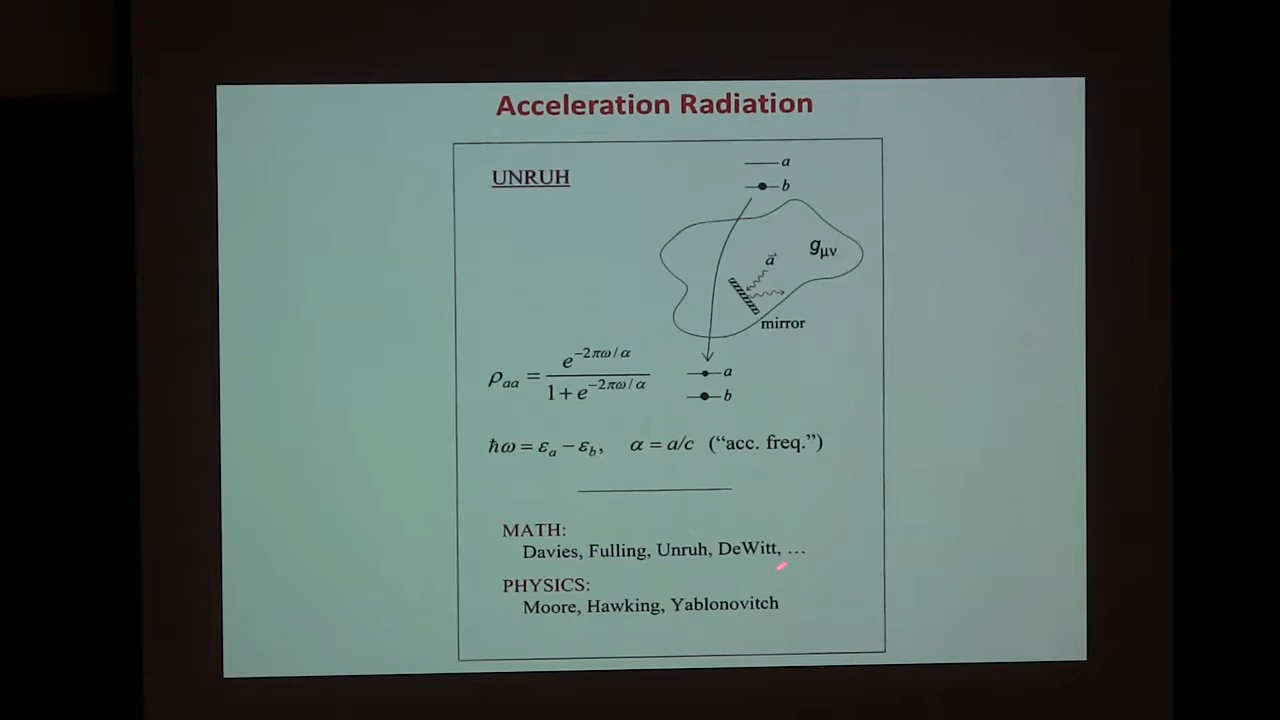 Acceleration Radiation
UNRUH
a
b
gμν
a⃗
mirror
ρaa = e^−2πω/α / 1 + e^−2πω/α
a
b
ħω = εa − εb, α = a/c (“acc. freq.”)
MATH:
Davies, Fulling, Unruh, DeWitt, …
PHYSICS:
Moore, Hawking, Yablonovitch